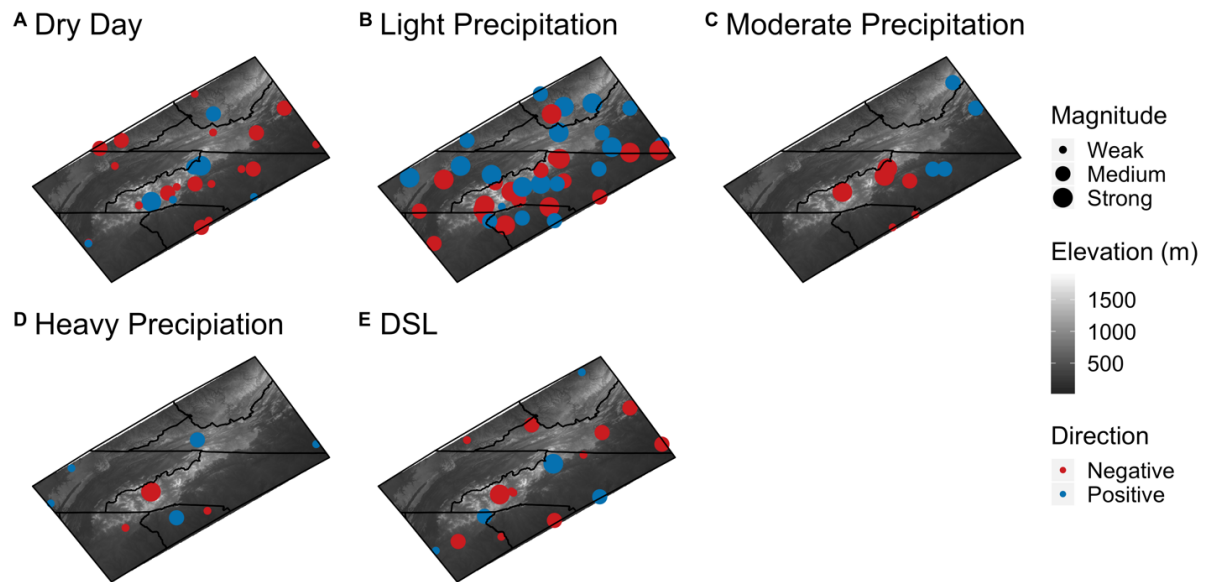 A Dry Day
B Light Precipitation
C Moderate Precipitation
Magnitude
Weak
Medium
Strong
Elevation (m)
1500
1000
500
D Heavy Precipiation
E DSL
Direction
Negative
Positive